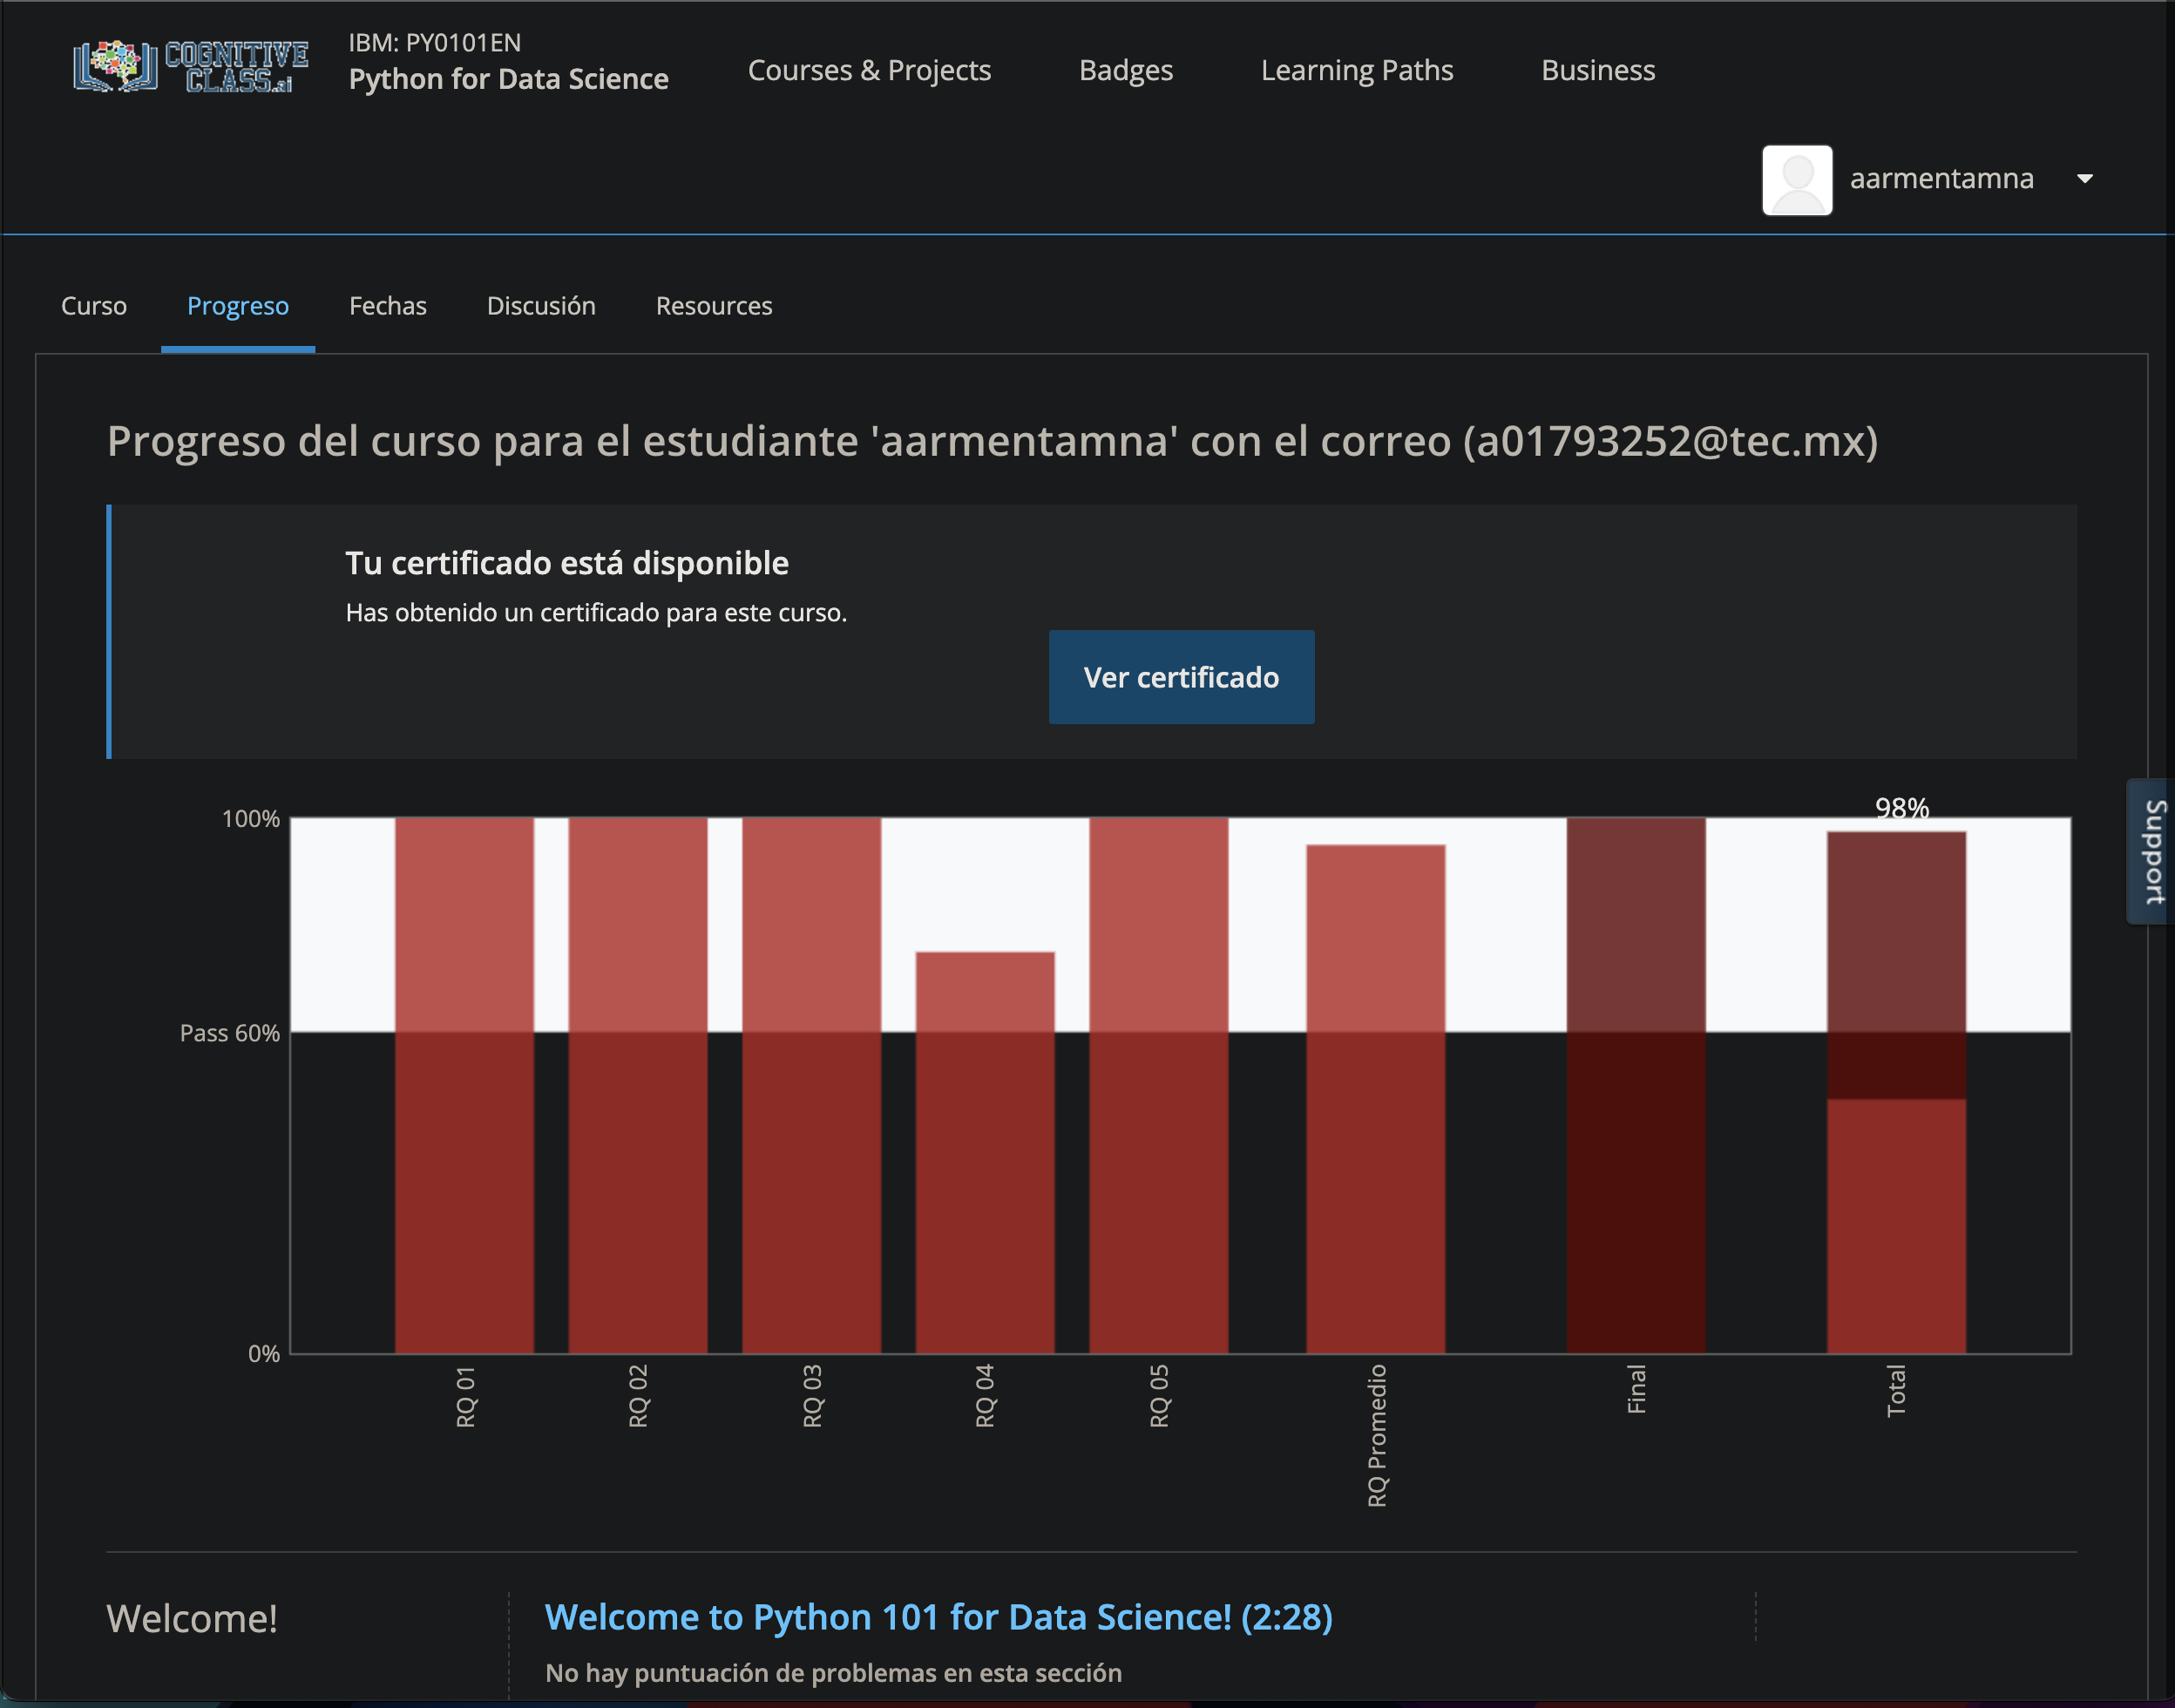 COGNITIVE
CLASS.ai
IBM: PY0101EN
Python for Data Science
Courses & Projects
Badges
Learning Paths
Business
aarmentamna
Curso
Progreso
Fechas
Discusión
Resources
Progreso del curso para el estudiante 'aarmentamna' con el correo (a01793252@tec.mx)
Tu certificado está disponible
Has obtenido un certificado para este curso.
Ver certificado
Support
98%
100%
Pass 60%
0%
RQ 01
RQ 02
RQ 03
RQ 04
RQ 05
RQ Promedio
Final
Total
Welcome!
Welcome to Python 101 for Data Science! (2:28)
No hay puntuación de problemas en esta sección